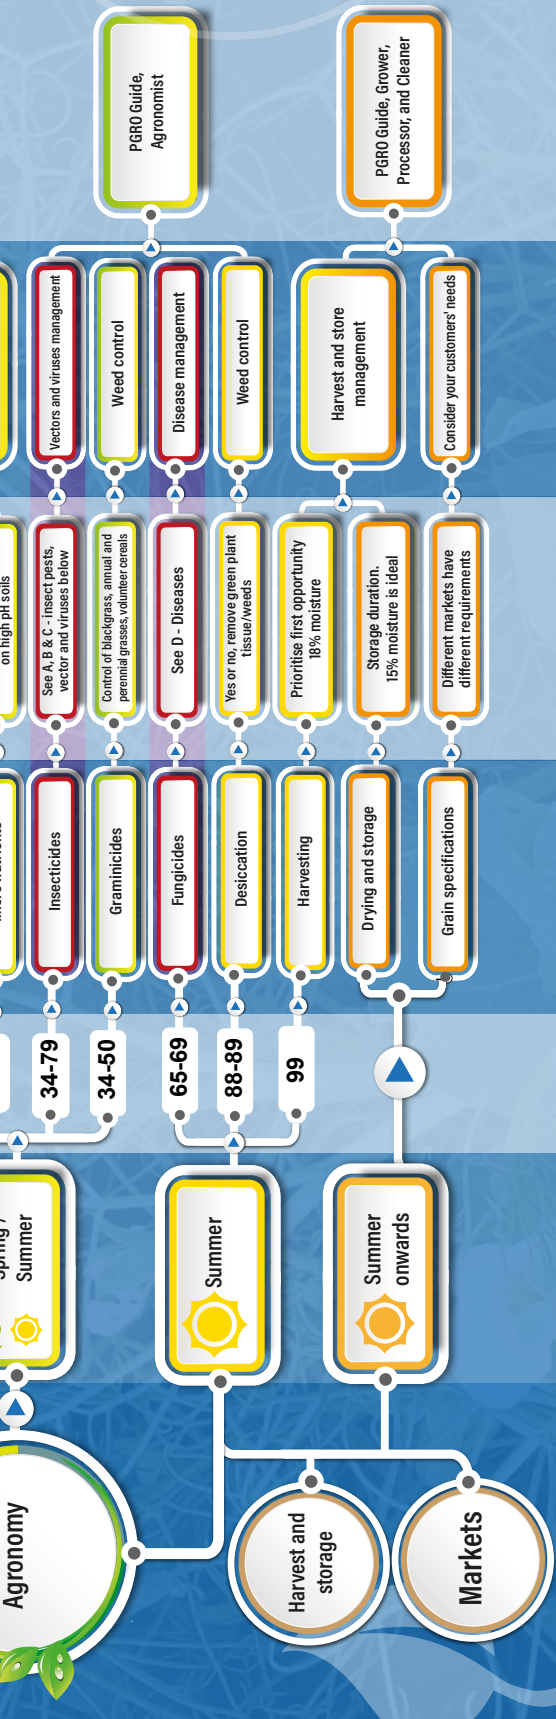 Agronomy
Summer
on high pH soils
34-79
Insecticides
See A, B & C - insect pests,
vector and viruses below
Vectors and viruses management
34-50
Graminicides
Control of blackgrass, annual and
perennial grasses, volunteer cereals
Weed control
PGRO Guide,
Agronomist
65-69
Fungicides
See D - Diseases
Disease management
Summer
88-89
Desiccation
Yes or no, remove green plant
tissue/weeds
Weed control
Harvest and
storage
99
Harvesting
Prioritise first opportunity
18% moisture
Harvest and store
management
Summer
onwards
Drying and storage
Storage duration.
15% moisture is ideal
PGRO Guide, Grower,
Processor, and Cleaner
Markets
Grain specifications
Different markets have
different requirements
Consider your customers' needs